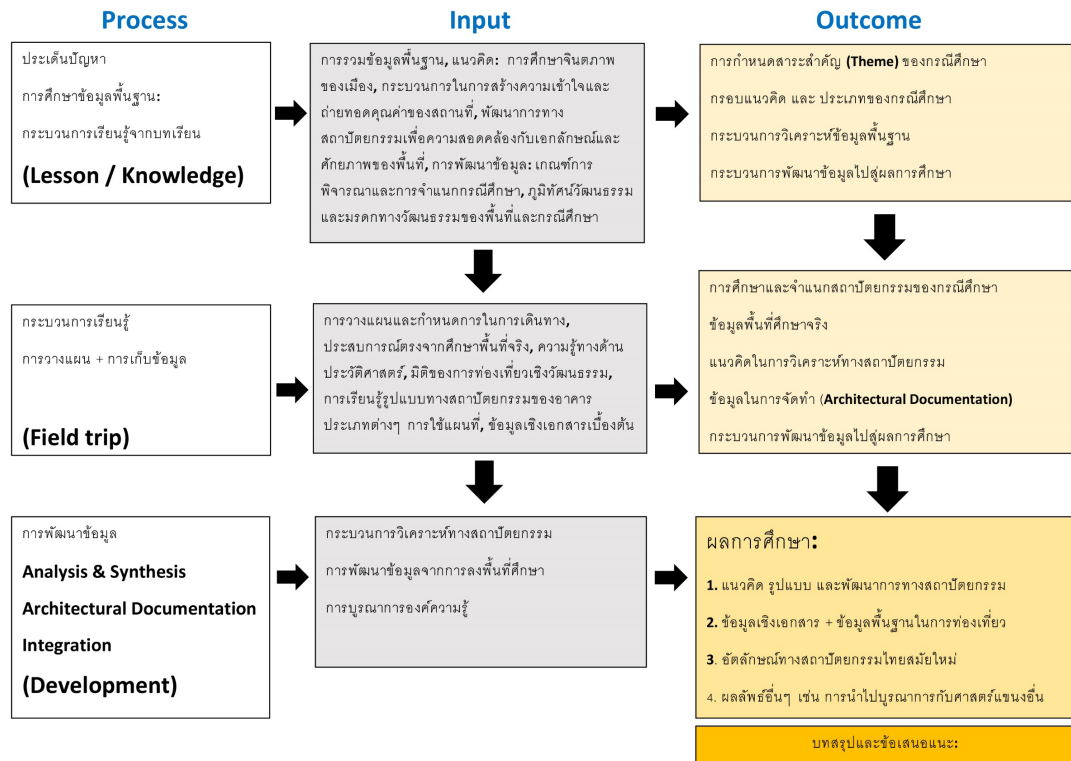 Process
Input
Outcome
ประเด็นปัญหา
การศึกษาข้อมูลพื้นฐาน:
กระบวนการเรียนรู้จากบทเรียน
(Lesson / Knowledge)
การรวมข้อมูลพื้นฐาน, แนวคิด: การศึกษาจินตภาพ
ของเมือง, กระบวนการในการสร้างความเข้าใจและ
ถ่ายทอดคุณค่าของสถานที่, พัฒนาการทาง
สถาปัตยกรรมเพื่อความสอดคล้องกับเอกลักษณ์และ
ศักยภาพของพื้นที่, การพัฒนาข้อมูล: เกณฑ์การ
พิจารณาและการจำแนกกรณีศึกษา, ภูมิทัศน์วัฒนธรรม
และมรดกทางวัฒนธรรมของพื้นที่และกรณีศึกษา
การกำหนดสาระสำคัญ (Theme) ของกรณีศึกษา
กรอบแนวคิด และ ประเภทของกรณีศึกษา
กระบวนการวิเคราะห์ข้อมูลพื้นฐาน
กระบวนการพัฒนาข้อมูลไปสู่ผลการศึกษา
กระบวนการเรียนรู้
การวางแผน + การเก็บข้อมูล
(Field trip)
การวางแผนและกำหนดการในการเดินทาง,
ประสบการณ์ตรงจากศึกษาพื้นที่จริง, ความรู้ทางด้าน
ประวัติศาสตร์, มิติของการท่องเที่ยวเชิงวัฒนธรรม,
การเรียนรู้รูปแบบทางสถาปัตยกรรมของอาคาร
ประเภทต่างๆ การใช้แผนที่, ข้อมูลเชิงเอกสารเบื้องต้น
การศึกษาและจำแนกสถาปัตยกรรมของกรณีศึกษา
ข้อมูลพื้นที่ศึกษาจริง
แนวคิดในการวิเคราะห์ทางสถาปัตยกรรม
ข้อมูลในการจัดทำ (Architectural Documentation)
กระบวนการพัฒนาข้อมูลไปสู่ผลการศึกษา
การพัฒนาข้อมูล
Analysis & Synthesis
Architectural Documentation
Integration
(Development)
กระบวนการวิเคราะห์ทางสถาปัตยกรรม
การพัฒนาข้อมูลจากการลงพื้นที่ศึกษา
การบูรณาการองค์ความรู้
ผลการศึกษา:
1. แนวคิด รูปแบบ และพัฒนาการทางสถาปัตยกรรม
2. ข้อมูลเชิงเอกสาร + ข้อมูลพื้นฐานในการท่องเที่ยว
3. อัตลักษณ์ทางสถาปัตยกรรมไทยสมัยใหม่
4. ผลลัพธ์อื่นๆ เช่น การนำไปบูรณาการกับศาสตร์แขนงอื่น
บทสรุปและข้อเสนอแนะ: